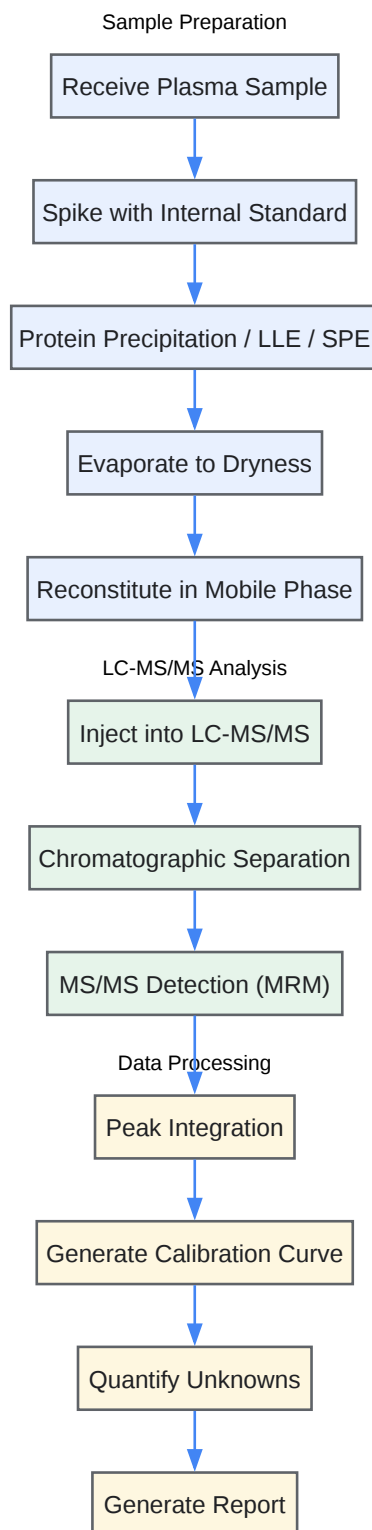 Sample Preparation
Receive Plasma Sample
Spike with Internal Standard
Protein Precipitation / LLE / SPE
Evaporate to Dryness
Reconstitute in Mobile Phase
LC-MS/MS Analysis
Inject into LC-MS/MS
Chromatographic Separation
MS/MS Detection (MRM)
Data Processing
Peak Integration
Generate Calibration Curve
Quantify Unknowns
Generate Report